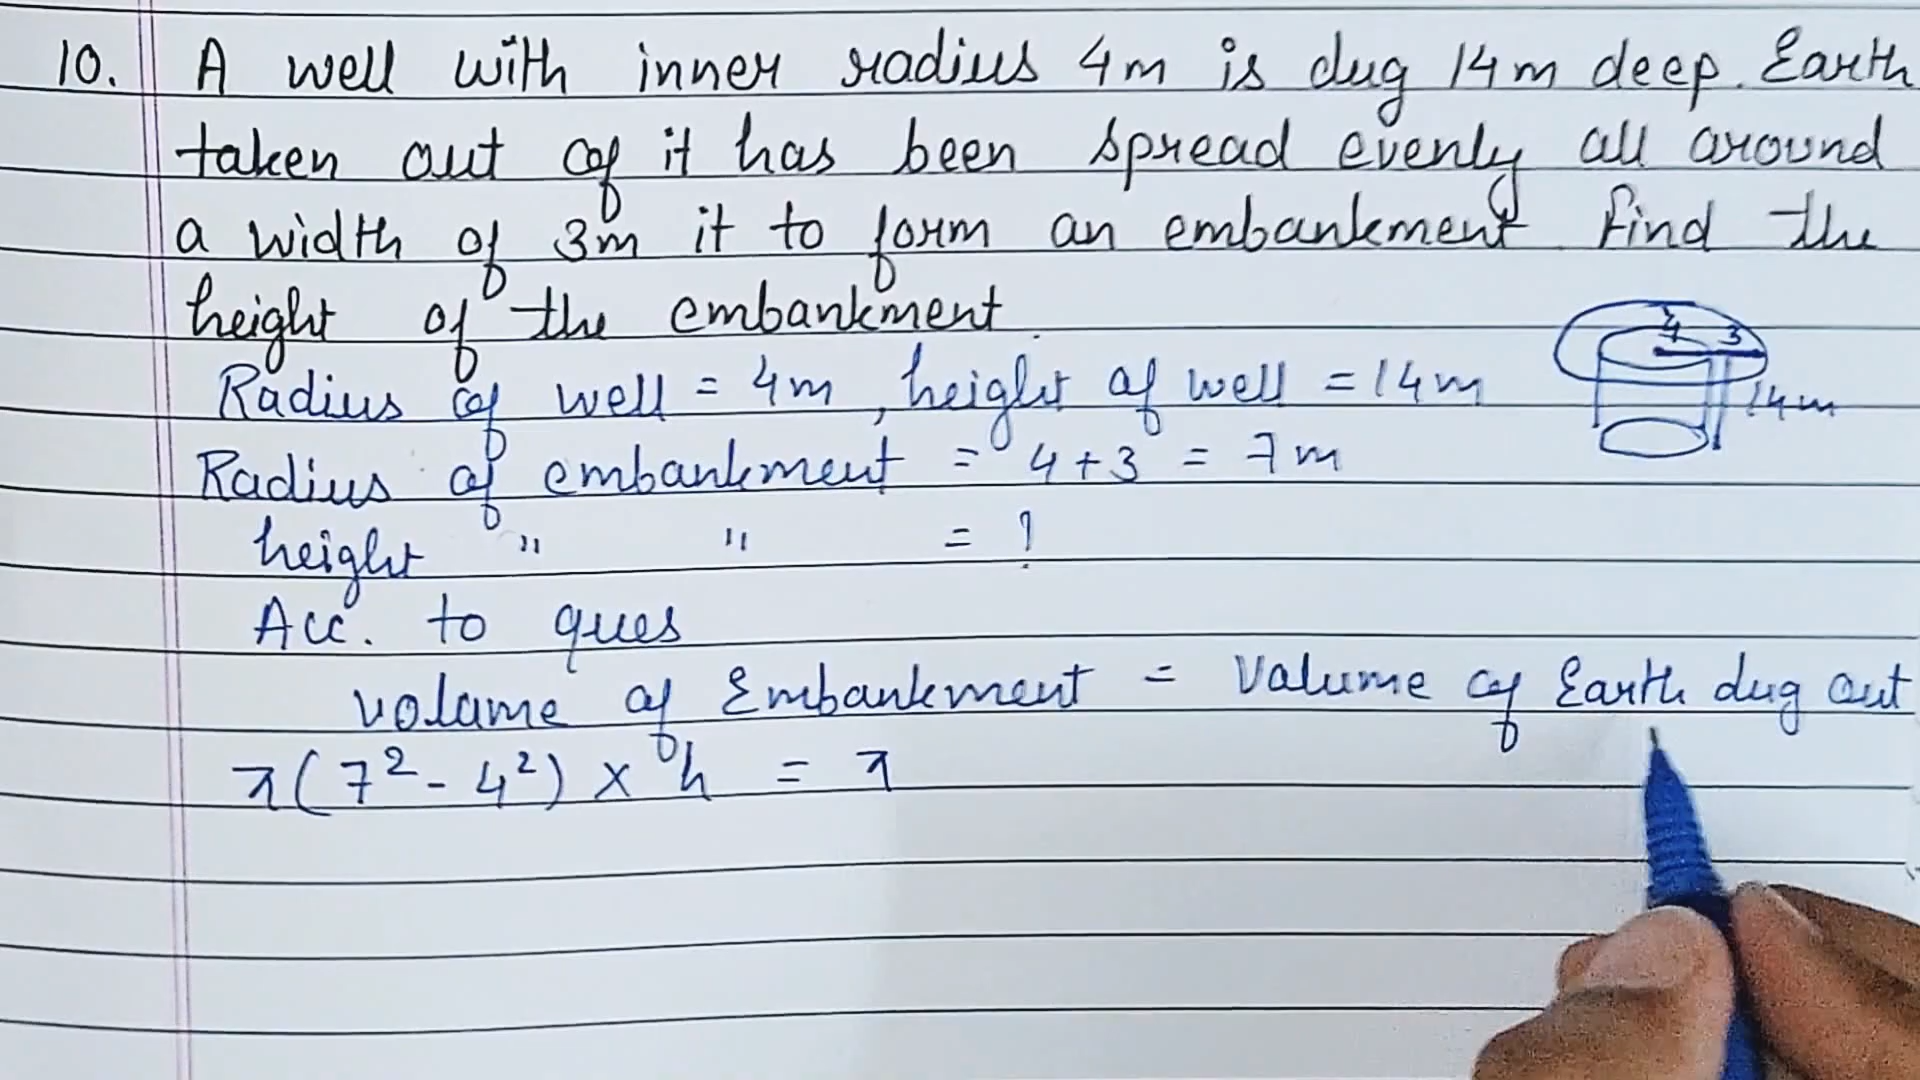 10. A well with inner radius 4m is dug 14m deep. Earth
taken out of it has been spread evenly all around
a width of 3m it to form an embankment. Find the
height of the embankment.
4 3
Radius of well = 4m, height of well = 14m
14m
Radius of embankment = 4+3 = 7m
height " " = ?
Acc. to ques
volume of Embankment = Volume of Earth dug out
π(7² - 4²) × h = π